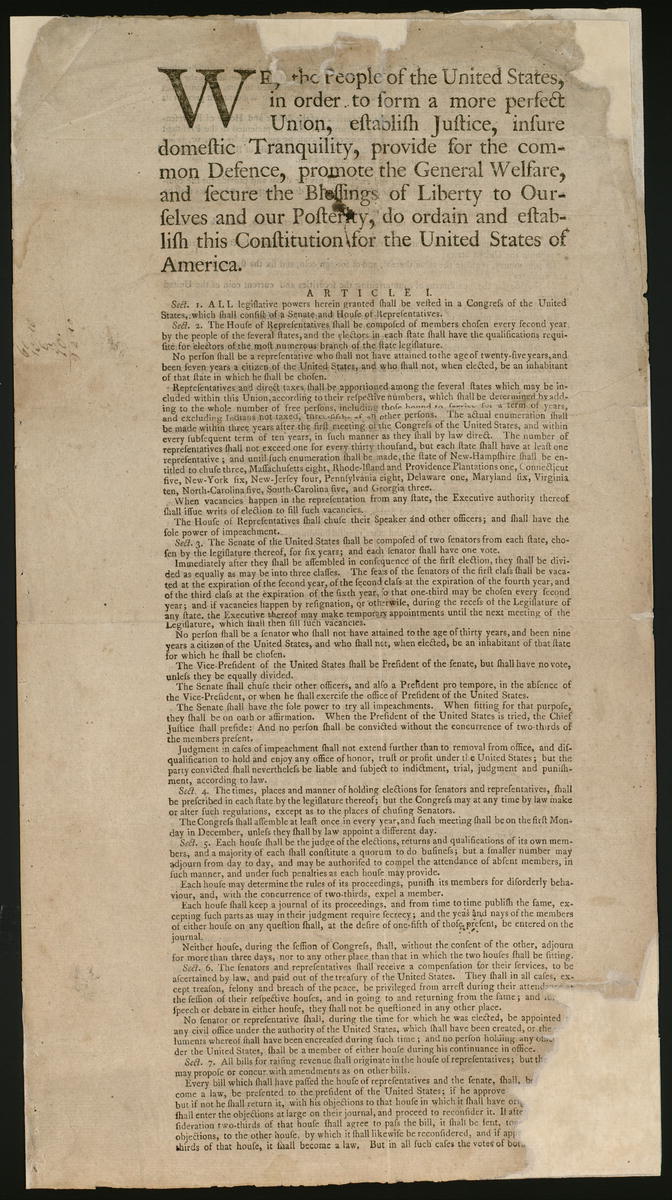 WE, the People of the United States,
in order to form a more perfect
Union, eſtabliſh Juſtice, inſure
domeſtic Tranquility, provide for the com-
mon Defence, promote the General Welfare,
and ſecure the Bleſſings of Liberty to Our-
ſelves and our Poſterity, do ordain and eſtab-
liſh this Conſtitution for the United States of
America.
ARTICLE I.
Sect. 1. ALL legiſlative powers herein granted ſhall be veſted in a Congreſs of the United
States, which ſhall conſiſt of a Senate and Houſe of Repreſentatives.
Sect. 2. The Houſe of Repreſentatives ſhall be compoſed of members choſen every ſecond year
by the people of the ſeveral ſtates, and the electors in each ſtate ſhall have the qualifications requi-
ſite for electors of the moſt numerous branch of the ſtate legiſlature.
No perſon ſhall be a repreſentative who ſhall not have attained to the age of twenty-five years, and
been ſeven years a citizen of the United States, and who ſhall not, when elected, be an inhabitant
of that ſtate in which he ſhall be choſen.
Repreſentatives and direct taxes ſhall be apportioned among the ſeveral ſtates which may be in-
cluded within this Union, according to their reſpective numbers, which ſhall be determined by add-
ing to the whole number of free perſons, including thoſe bound to ſervice for a term of years,
and excluding Indians not taxed, three-fifths of all other perſons. The actual enumeration ſhall
be made within three years after the firſt meeting of the Congreſs of the United States, and within
every ſubſequent term of ten years, in ſuch manner as they ſhall by law direct. The number of
repreſentatives ſhall not exceed one for every thirty thouſand, but each ſtate ſhall have at leaſt one
repreſentative; and until ſuch enumeration ſhall be made, the ſtate of New-Hampſhire ſhall be en-
titled to chuſe three, Maſſachuſetts eight, Rhode-Iſland and Providence Plantations one, Connecticut
five, New-York ſix, New-Jerſey four, Pennſylvania eight, Delaware one, Maryland ſix, Virginia
ten, North-Carolina five, South-Carolina five, and Georgia three.
When vacancies happen in the repreſentation from any ſtate, the Executive authority thereof
ſhall iſſue writs of election to fill ſuch vacancies.
The Houſe of Repreſentatives ſhall chuſe their Speaker and other officers; and ſhall have the
ſole power of impeachment.
Sect. 3. The Senate of the United States ſhall be compoſed of two ſenators from each ſtate, cho-
ſen by the legiſlature thereof, for ſix years; and each ſenator ſhall have one vote.
Immediately after they ſhall be aſſembled in conſequence of the firſt election, they ſhall be divi-
ded as equally as may be into three claſſes. The ſeats of the ſenators of the firſt claſs ſhall be vaca-
ted at the expiration of the ſecond year, of the ſecond claſs at the expiration of the fourth year, and
of the third claſs at the expiration of the ſixth year, ſo that one-third may be choſen every ſecond
year; and if vacancies happen by reſignation, or otherwiſe, during the receſs of the Legiſlature of
any ſtate, the Executive thereof may make temporary appointments until the next meeting of the
Legiſlature, which ſhall then fill ſuch vacancies.
No perſon ſhall be a ſenator who ſhall not have attained to the age of thirty years, and been nine
years a citizen of the United States, and who ſhall not, when elected, be an inhabitant of that ſtate
for which he ſhall be choſen.
The Vice-Preſident of the United States ſhall be Preſident of the ſenate, but ſhall have no vote,
unleſs they be equally divided.
The Senate ſhall chuſe their other officers, and alſo a Preſident pro tempore, in the abſence of
the Vice-Preſident, or when he ſhall exerciſe the office of Preſident of the United States.
The Senate ſhall have the ſole power to try all impeachments. When ſitting for that purpoſe,
they ſhall be on oath or affirmation. When the Preſident of the United States is tried, the Chief
Juſtice ſhall preſide: And no perſon ſhall be convicted without the concurrence of two-thirds of
the members preſent.
Judgment in caſes of impeachment ſhall not extend further than to removal from office, and diſ-
qualification to hold and enjoy any office of honor, truſt or profit under the United States; but the
party convicted ſhall nevertheleſs be liable and ſubject to indictment, trial, judgment and puniſh-
ment, according to law.
Sect. 4. The times, places and manner of holding elections for ſenators and repreſentatives, ſhall
be preſcribed in each ſtate by the legiſlature thereof; but the Congreſs may at any time by law make
or alter ſuch regulations, except as to the places of chuſing Senators.
The Congreſs ſhall aſſemble at leaſt once in every year, and ſuch meeting ſhall be on the firſt Mon-
day in December, unleſs they ſhall by law appoint a different day.
Sect. 5. Each houſe ſhall be the judge of the elections, returns and qualifications of its own mem-
bers, and a majority of each ſhall conſtitute a quorum to do buſineſs; but a ſmaller number may
adjourn from day to day, and may be authoriſed to compel the attendance of abſent members, in
ſuch manner, and under ſuch penalties as each houſe may provide.
Each houſe may determine the rules of its proceedings, puniſh its members for diſorderly beha-
viour, and, with the concurrence of two-thirds, expel a member.
Each houſe ſhall keep a journal of its proceedings, and from time to time publiſh the ſame, ex-
cepting ſuch parts as may in their judgment require ſecrecy; and the yeas and nays of the members
of either houſe on any queſtion ſhall, at the deſire of one-fifth of thoſe preſent, be entered on the
journal.
Neither houſe, during the ſeſſion of Congreſs, ſhall, without the conſent of the other, adjourn
for more than three days, nor to any other place than that in which the two houſes ſhall be ſitting.
Sect. 6. The ſenators and repreſentatives ſhall receive a compenſation for their ſervices, to be
aſcertained by law, and paid out of the treaſury of the United States. They ſhall in all caſes, ex-
cept treaſon, felony and breach of the peace, be privileged from arreſt during their attendance at
the ſeſſion of their reſpective houſes, and in going to and returning from the ſame; and
ſpeech or debate in either houſe, they ſhall not be queſtioned in any other place.
No ſenator or repreſentative ſhall, during the time for which he was elected, be appointed
any civil office under the authority of the United States, which ſhall have been created, or the
luments whereof ſhall have been encreaſed during ſuch time; and no perſon holding any
der the United States, ſhall be a member of either houſe during his continuance in office.
Sect. 7. All bills for raiſing revenue ſhall originate in the houſe of repreſentatives; but
may propoſe or concur with amendments as on other bills.
Every bill which ſhall have paſſed the houſe of repreſentatives and the ſenate, ſhall,
come a law, be preſented to the preſident of the United States; if he approve
but if not he ſhall return it, with his objections to that houſe in which it ſhall have
ſhall enter the objections at large on their journal, and proceed to reconſider it. If
ſideration two-thirds of that houſe ſhall agree to paſs the bill, it ſhall be ſent,
objections, to the other houſe, by which it ſhall likewiſe be reconſidered, and if
thirds of that houſe, it ſhall become a law. But in all ſuch caſes the votes of